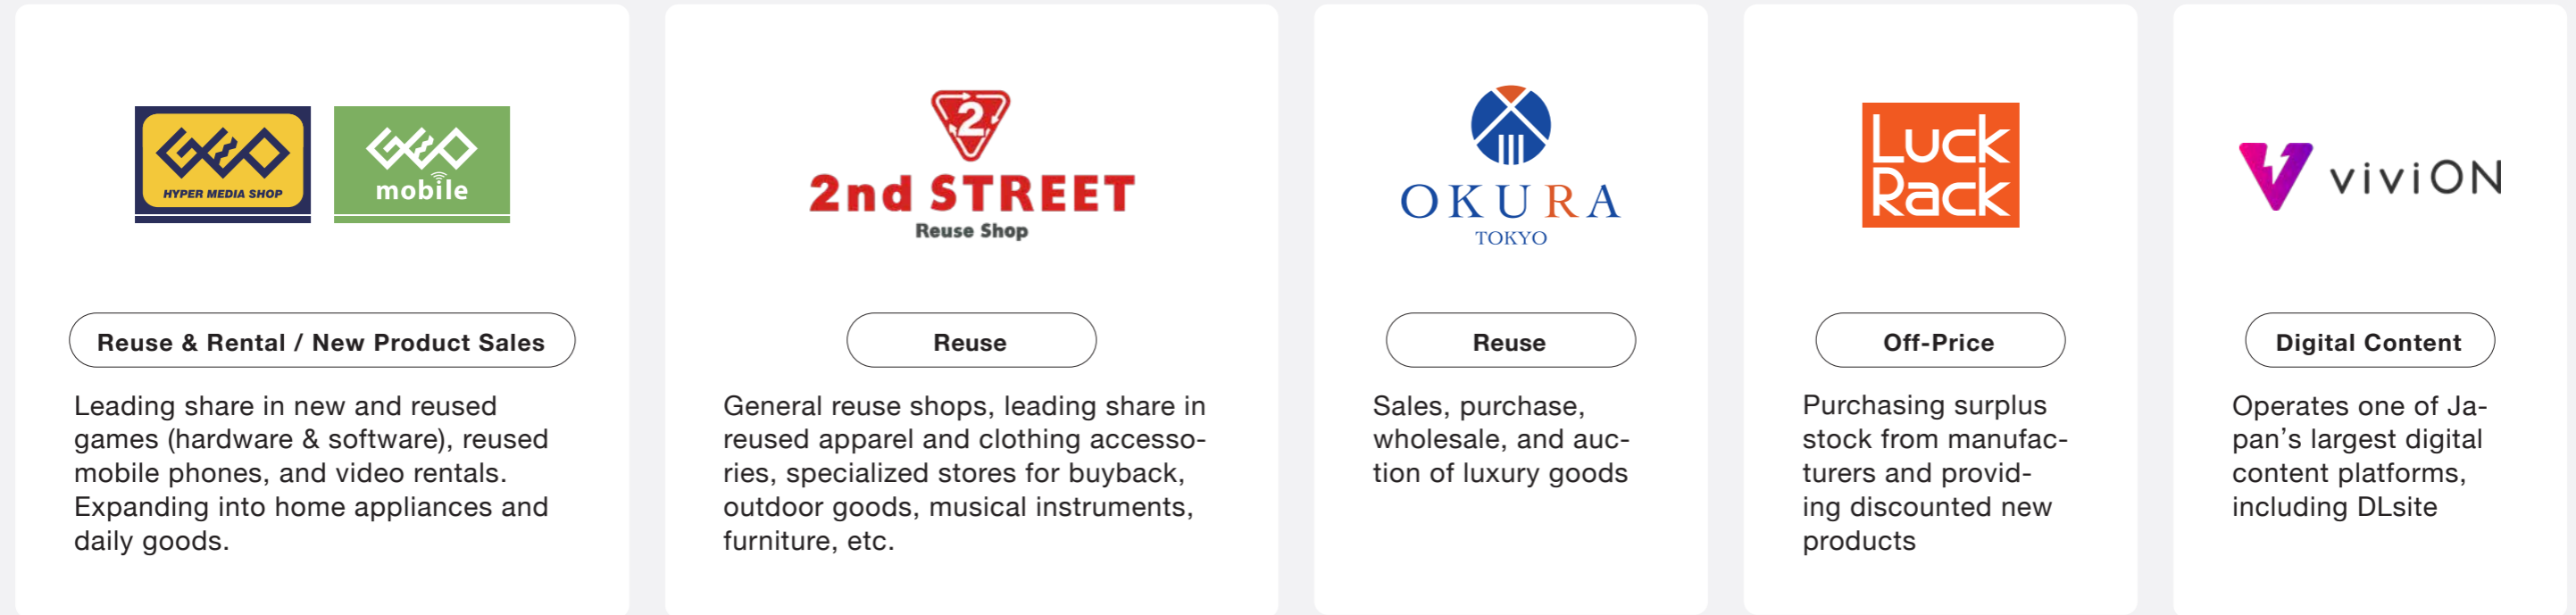 GEO
HYPER MEDIA SHOP
GEO
mobile
Reuse & Rental / New Product Sales
Leading share in new and reused
games (hardware & software), reused
mobile phones, and video rentals.
Expanding into home appliances and
daily goods.
2
2nd STREET
Reuse Shop
Reuse
General reuse shops, leading share in
reused apparel and clothing accesso-
ries, specialized stores for buyback,
outdoor goods, musical instruments,
furniture, etc.
OKURA
TOKYO
Reuse
Sales, purchase,
wholesale, and auc-
tion of luxury goods
Luck
Rack
Off-Price
Purchasing surplus
stock from manufac-
turers and provid-
ing discounted new
products
viviON
Digital Content
Operates one of Ja-
pan’s largest digital
content platforms,
including DLsite